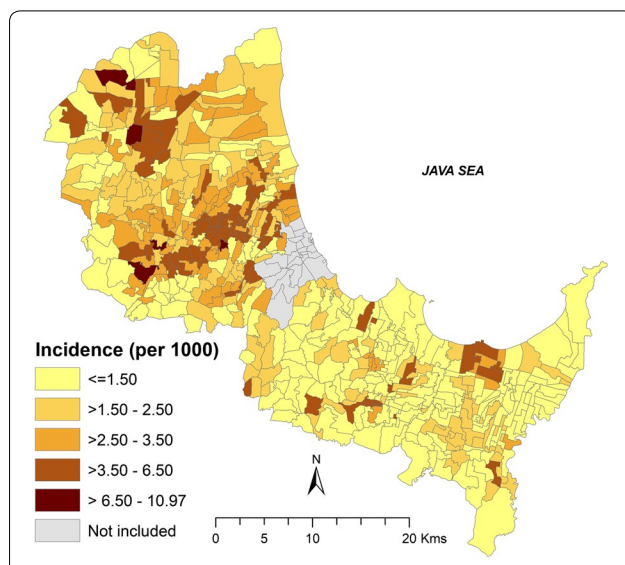 JAVA SEA
Incidence (per 1000)
<=1.50
>1.50 - 2.50
>2.50 - 3.50
>3.50 - 6.50
> 6.50 - 10.97
Not included
N
0 5 10 20 Kms